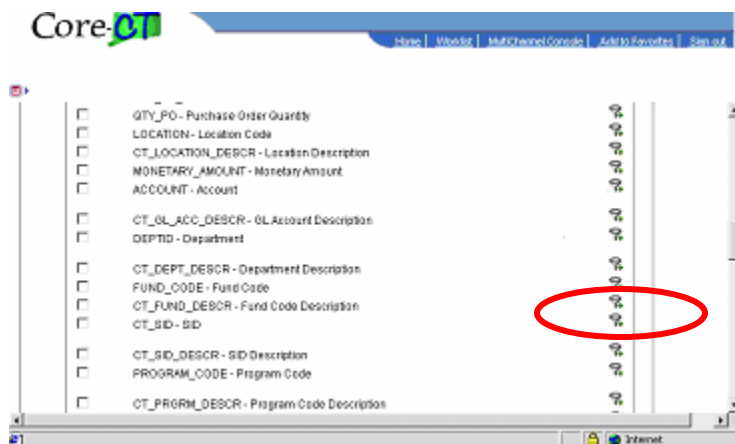 Core-CT
Home | Worklist | MultiChannel Console | Add to Favorites | Sign out
QTY_PO - Purchase Order Quantity
LOCATION - Location Code
CT_LOCATION_DESCR - Location Description
MONETARY_AMOUNT - Monetary Amount
ACCOUNT - Account
CT_GL_ACC_DESCR - GL Account Description
DEPTID - Department
CT_DEPT_DESCR - Department Description
FUND_CODE - Fund Code
CT_FUND_DESCR - Fund Code Description
CT_SID - SID
CT_SID_DESCR - SID Description
PROGRAM_CODE - Program Code
CT_PRGRM_DESCR - Program Code Description
Internet